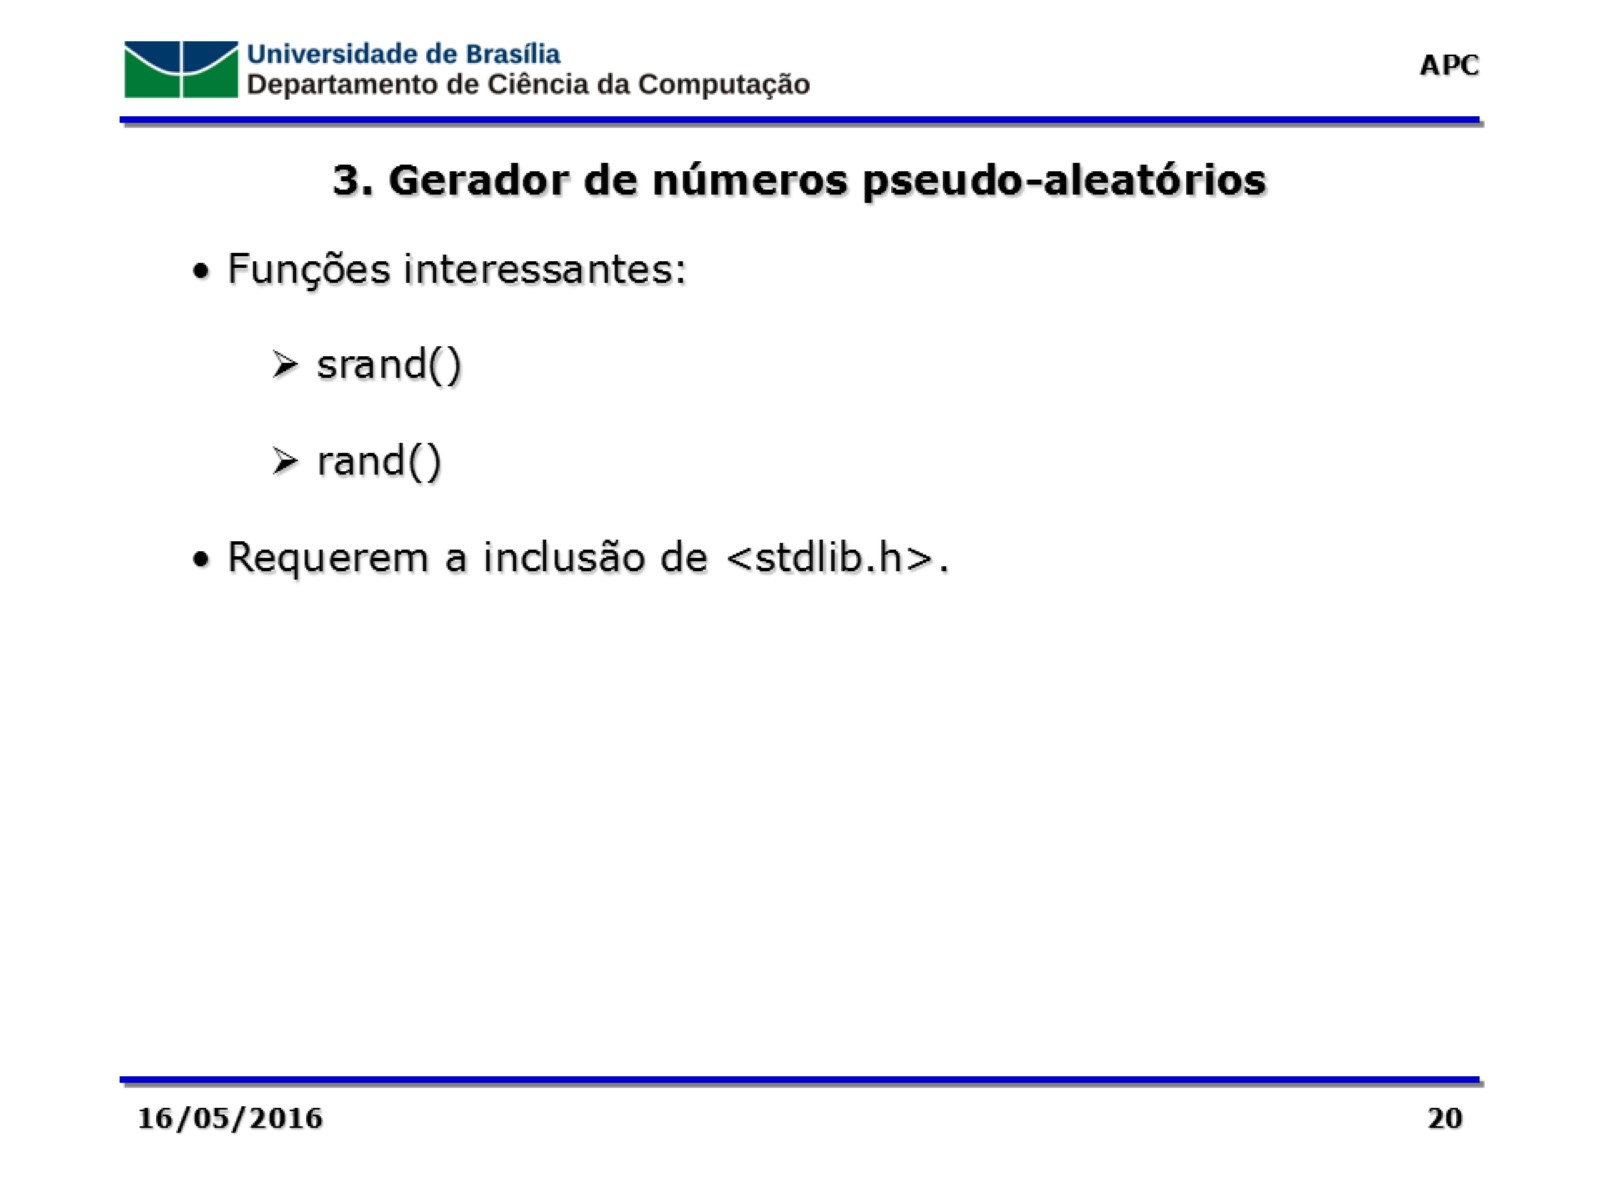 Universidade de Brasília
Departamento de Ciência da Computação
APC
3. Gerador de números pseudo-aleatórios
• Funções interessantes:
➢ srand()
➢ rand()
• Requerem a inclusão de <stdlib.h>.
16/05/2016
20